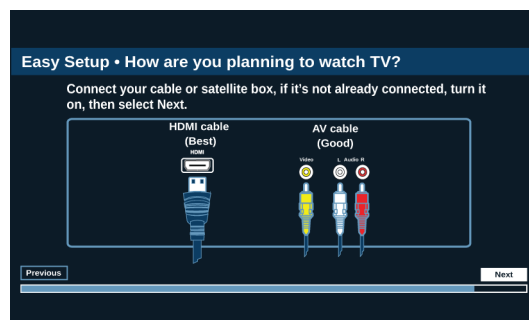 Easy Setup • How are you planning to watch TV?
Connect your cable or satellite box, if it's not already connected, turn it
on, then select Next.
HDMI cable
(Best)
HDMI
AV cable
(Good)
Video
L Audio R
Previous
Next